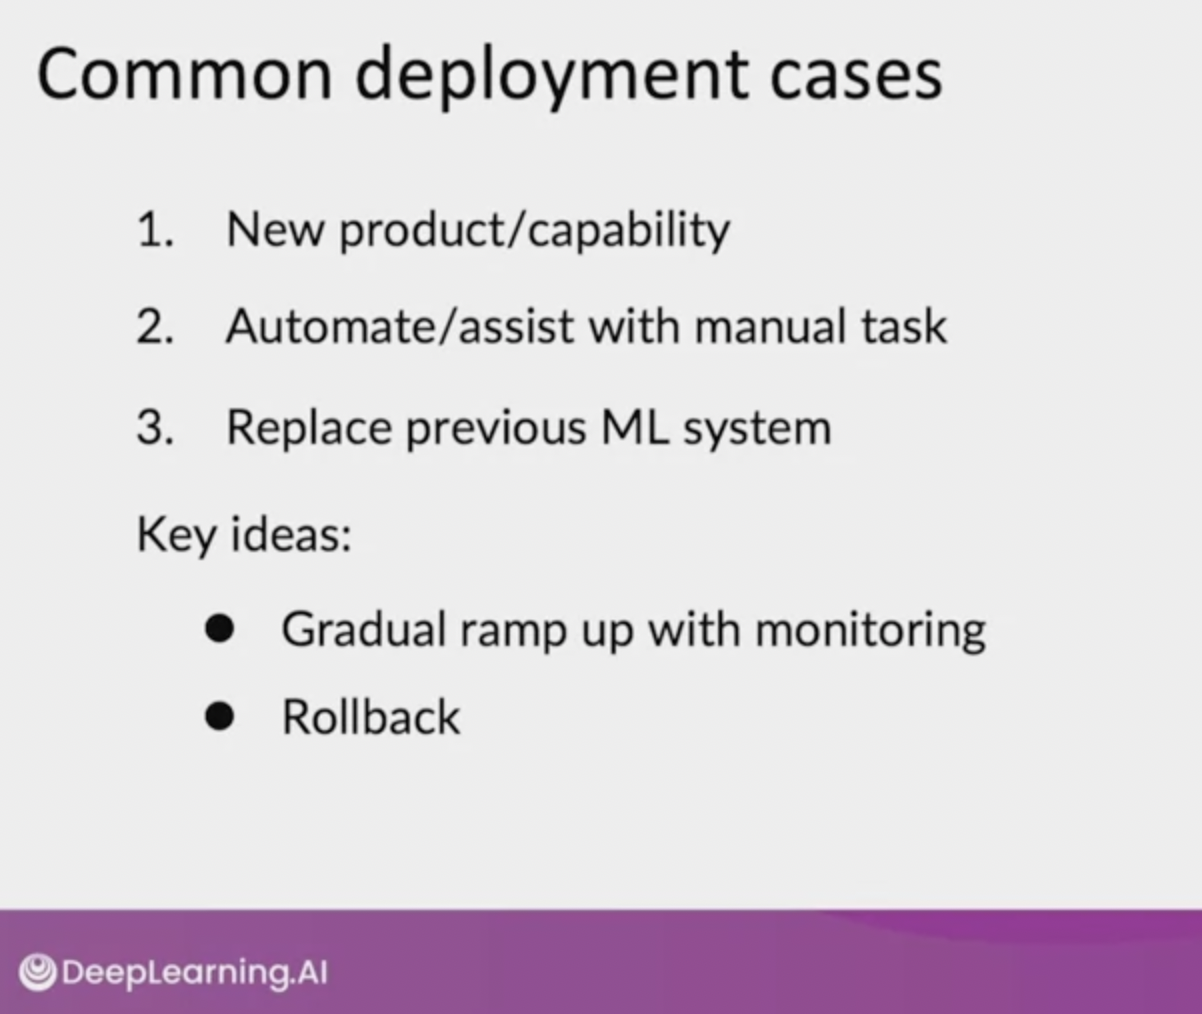 Common deployment cases
1. New product/capability
2. Automate/assist with manual task
3. Replace previous ML system
Key ideas:
● Gradual ramp up with monitoring
● Rollback
DeepLearning.AI